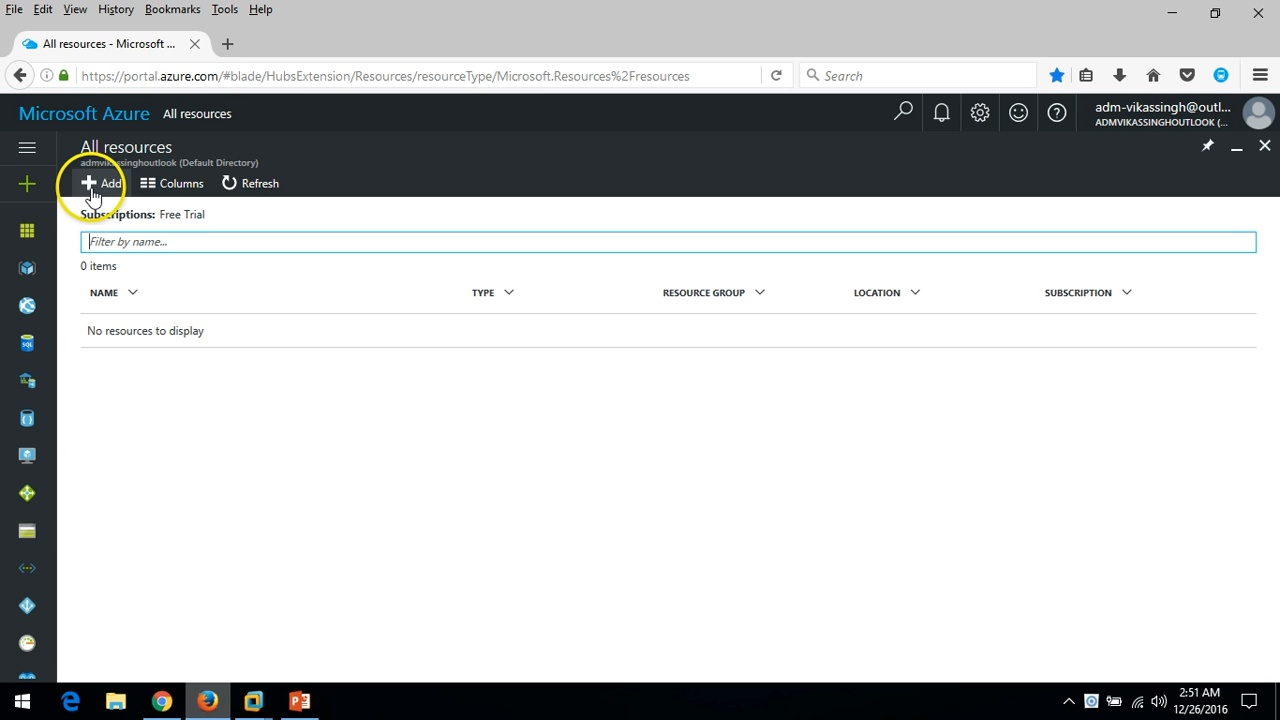 File Edit View History Bookmarks Tools Help
All resources - Microsoft ...
https://portal.azure.com/#blade/HubsExtension/Resources/resourceType/Microsoft.Resources%2Fresources
Search
Microsoft Azure All resources
adm-vikassingh@outl...
ADMVIKASSINGHOUTLOOK (...
All resources
admvikassinghoutlook (Default Directory)
Add Columns Refresh
Subscriptions: Free Trial
Filter by name...
0 items
NAME TYPE RESOURCE GROUP LOCATION SUBSCRIPTION
No resources to display
SQL
2:51 AM
12/26/2016